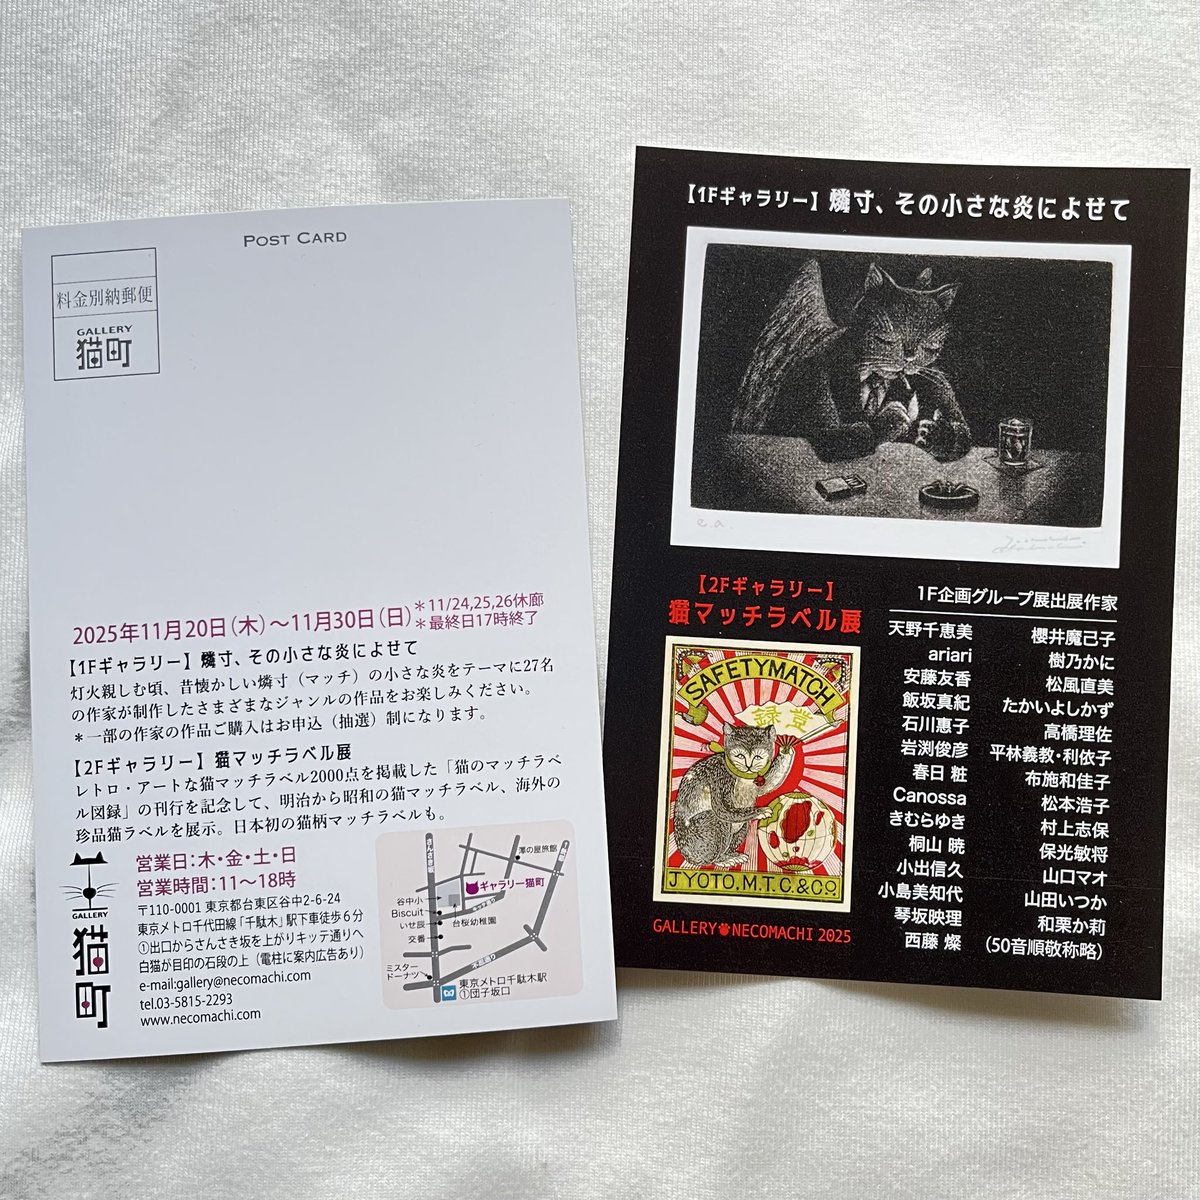 POST CARD
料金別納郵便
GALLERY
猫町
2025年11月20日(木)～11月30日(日)
＊11/24,25,26休廊
＊最終日17時終了
【1Fギャラリー】燐寸、その小さな炎によせて
灯火親しむ頃、昔懐かしい燐寸（マッチ）の小さな炎をテーマに27名
の作家が制作したさまざまなジャンルの作品をお楽しみください。
＊一部の作家の作品ご購入はお申込（抽選）制になります。
【2Fギャラリー】猫マッチラベル展
レトロ・アートな猫マッチラベル2000点を掲載した「猫のマッチラベ
ル図録」の刊行を記念して、明治から昭和の猫マッチラベル、海外の
珍品猫ラベルを展示。日本初の猫柄マッチラベルも。
GALLERY
猫町
営業日：木・金・土・日
営業時間：11～18時
〒110-0001 東京都台東区谷中2-6-24
東京メトロ千代田線「千駄木」駅下車徒歩６分
①出口からさんさき坂を上がりキッテ通りへ
白猫が目印の石段の上（電柱に案内広告あり）
e-mail:gallery@necomachi.com
tel.03-5815-2293
www.necomachi.com
さんさき坂
澤の屋旅館
ギャラリー猫町
谷中小
Biscuit
いせ辰
台桜幼稚園
交番
ミスター
ドーナツ
東京メトロ千駄木駅
①団子坂口
【1Fギャラリー】燐寸、その小さな炎によせて
e.a.
【2Fギャラリー】
猫マッチラベル展
SAFETYMATCH
JYOTO.M.T.C.&Co.
GALLERY NECOMACHI 2025
1F企画グループ展出展作家
天野千恵美
ariari
安藤友香
飯坂真紀
石川惠子
岩渕俊彦
春日 粧
Canossa
きむらゆき
桐山 暁
小出信久
小島美知代
琴坂映理
西藤 燦
櫻井魔己子
樹乃かに
松風直美
たかいよしかず
高橋理佐
平林義教・利依子
布施和佳子
松本浩子
村上志保
保光敏将
山口マオ
山田いつか
和栗か莉
（50音順敬称略）